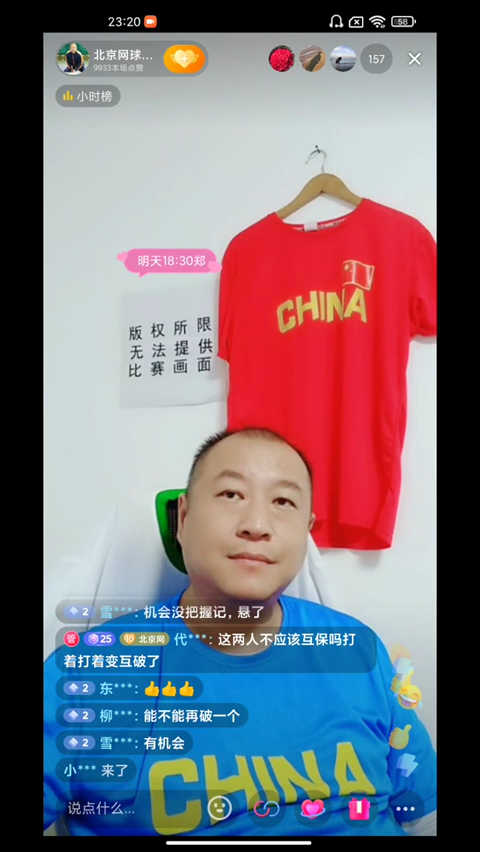 23:20
58
北京网球...
9933本场点赞
157
小时榜
明天18:30郑
版权所限
无法提供
比赛画面
CHINA
2 雪***: 机会没把握记,悬了
管 25 北京网 代***: 这两人不应该互保吗打
着打着变互破了
2 东***: 👍👍👍
2 柳***: 能不能再破一个
2 雪***: 有机会
小*** 来了
CHINA
说点什么...